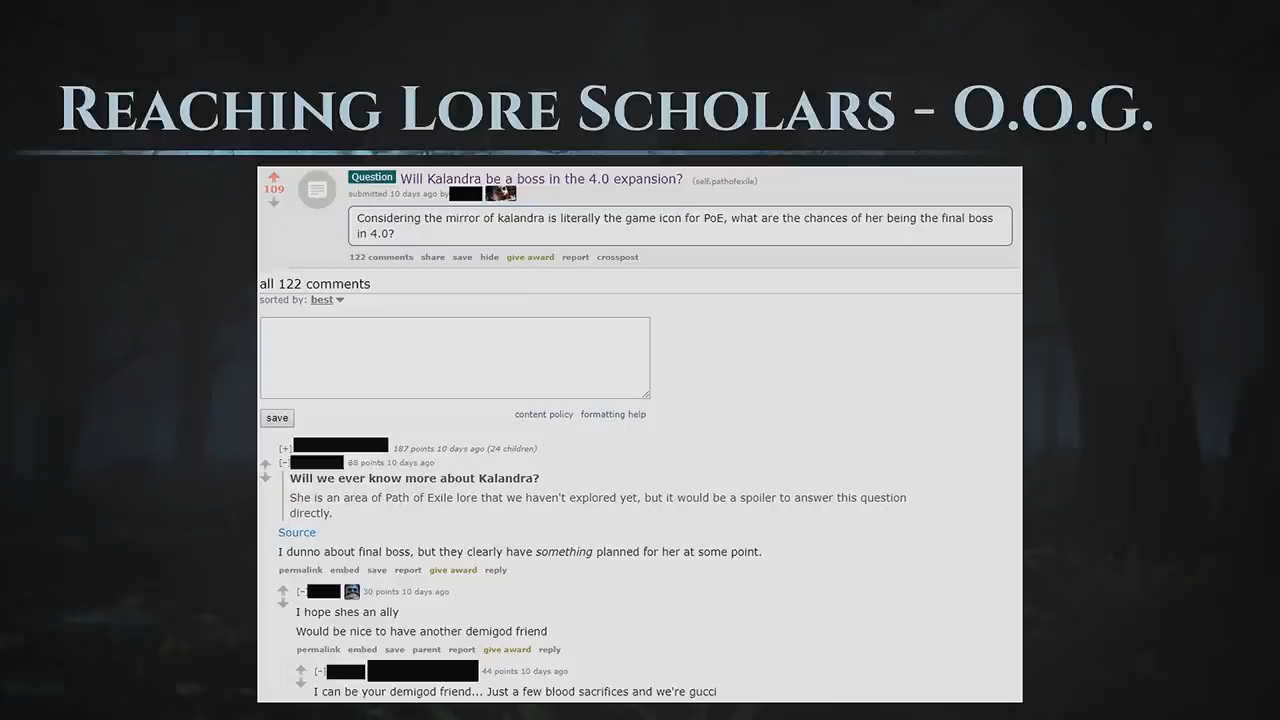 REACHING LORE SCHOLARS - O.O.G.
109
Question Will Kalandra be a boss in the 4.0 expansion? (self.pathofexile)
submitted 10 days ago by
Considering the mirror of kalandra is literally the game icon for PoE, what are the chances of her being the final boss
in 4.0?
122 comments share save hide give award report crosspost
all 122 comments
sorted by: best
save
content policy formatting help
[+] 187 points 10 days ago (24 children)
[-] 88 points 10 days ago
Will we ever know more about Kalandra?
She is an area of Path of Exile lore that we haven't explored yet, but it would be a spoiler to answer this question
directly.
Source
I dunno about final boss, but they clearly have something planned for her at some point.
permalink embed save report give award reply
[-] 30 points 10 days ago
I hope shes an ally
Would be nice to have another demigod friend
permalink embed save parent report give award reply
[-] 44 points 10 days ago
I can be your demigod friend... Just a few blood sacrifices and we're gucci